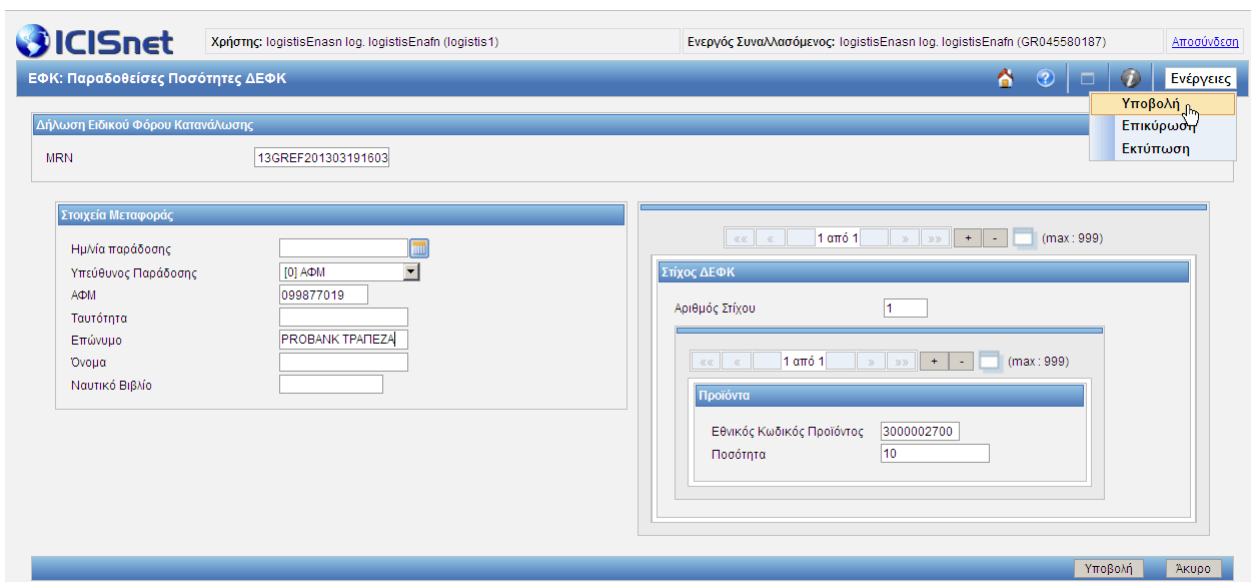 ICISnet
Χρήστης: logistisEnasn log. logistisEnafn (logistis1)
Ενεργός Συναλλασόμενος: logistisEnasn log. logistisEnafn (GR045580187)
Αποσύνδεση
ΕΦΚ: Παραδοθείσες Ποσότητες ΔΕΦΚ
Ενέργειες
Υποβολή
Επικύρωση
Εκτύπωση
Δήλωση Ειδικού Φόρου Κατανάλωσης
MRN 13GREF201303191603
Στοιχεία Μεταφοράς
Ημ/νία παράδοσης
Υπεύθυνος Παράδοσης [0] ΑΦΜ
ΑΦΜ 099877019
Ταυτότητα
Επώνυμο PROBANK ΤΡΑΠΕΖΑ
Όνομα
Ναυτικό Βιβλίο
«« « 1 από 1 » »» + - (max : 999)
Στίχος ΔΕΦΚ
Αριθμός Στίχου 1
«« « 1 από 1 » »» + - (max : 999)
Προϊόντα
Εθνικός Κωδικός Προϊόντος 3000002700
Ποσότητα 10
Υποβολή Άκυρο